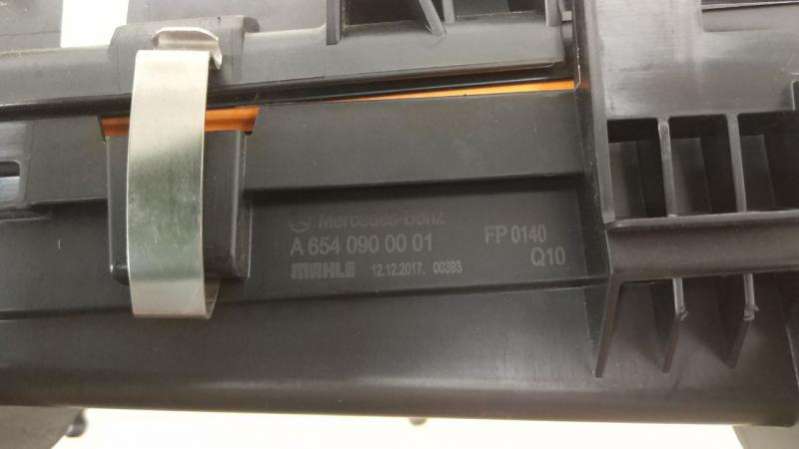 Mercedes-Benz
A 654 090 00 01
MAHLE 12.12.2017. 00383
FP 0140
Q10